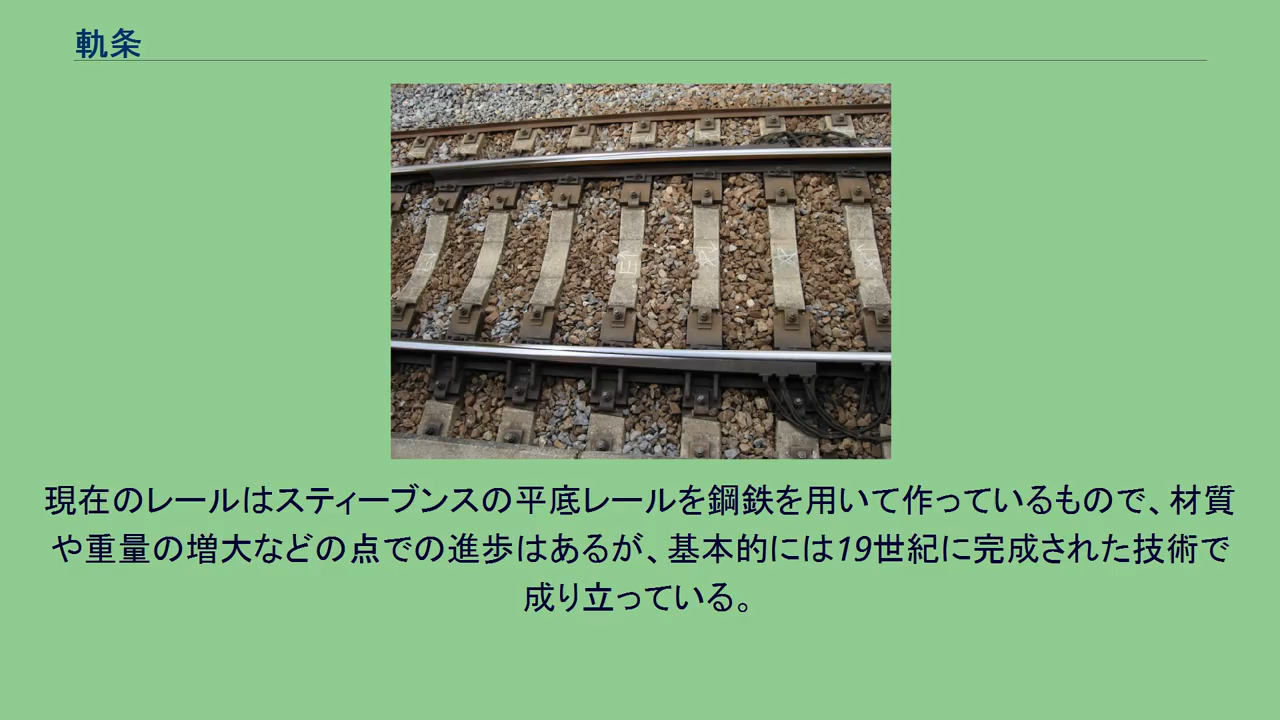 軌条
現在のレールはスティーブンスの平底レールを鋼鉄を用いて作っているもので、材質
や重量の増大などの点での進歩はあるが、基本的には19世紀に完成された技術で
成り立っている。